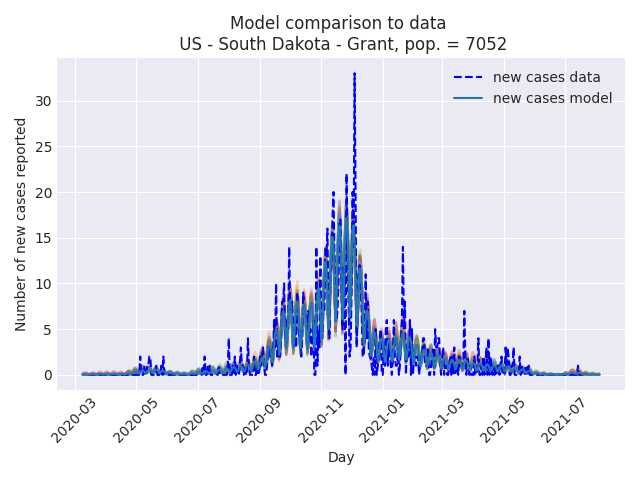 Model comparison to data
US - South Dakota - Grant, pop. = 7052
new cases data
new cases model
Number of new cases reported
30
25
20
15
10
5
0
2020-03
2020-05
2020-07
2020-09
2020-11
2021-01
2021-03
2021-05
2021-07
Day